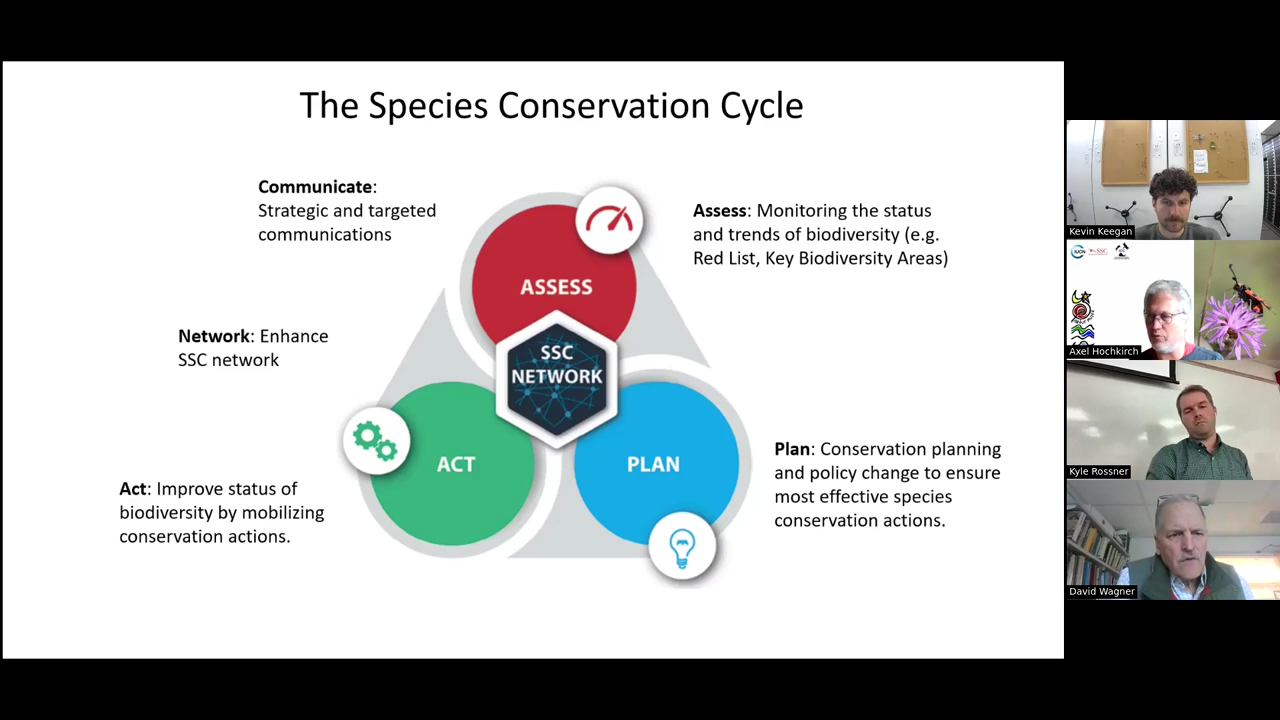 The Species Conservation Cycle
Communicate:
Strategic and targeted
communications
Assess: Monitoring the status
and trends of biodiversity (e.g.
Red List, Key Biodiversity Areas)
ASSESS
Network: Enhance
SSC network
SSC
NETWORK
ACT
PLAN
Act: Improve status of
biodiversity by mobilizing
conservation actions.
Plan: Conservation planning
and policy change to ensure
most effective species
conservation actions.
Kevin Keegan
IUCN
SSC
Axel Hochkirch
Kyle Rossner
David Wagner